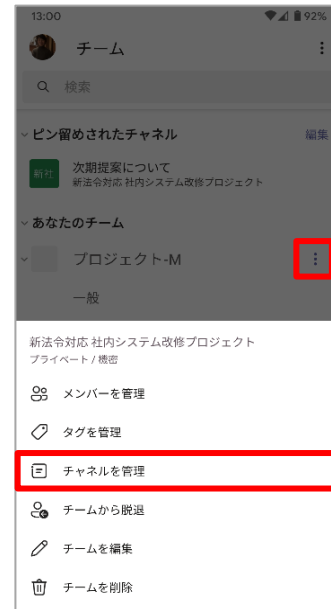 13:00 92%
チーム
検索
ピン留めされたチャネル 編集
新社 次期提案について
新法令対応 社内システム改修プロジェクト
あなたのチーム
プロジェクト-M
一般
新法令対応 社内システム改修プロジェクト
プライベート / 機密
メンバーを管理
タグを管理
チャネルを管理
チームから脱退
チームを編集
チームを削除